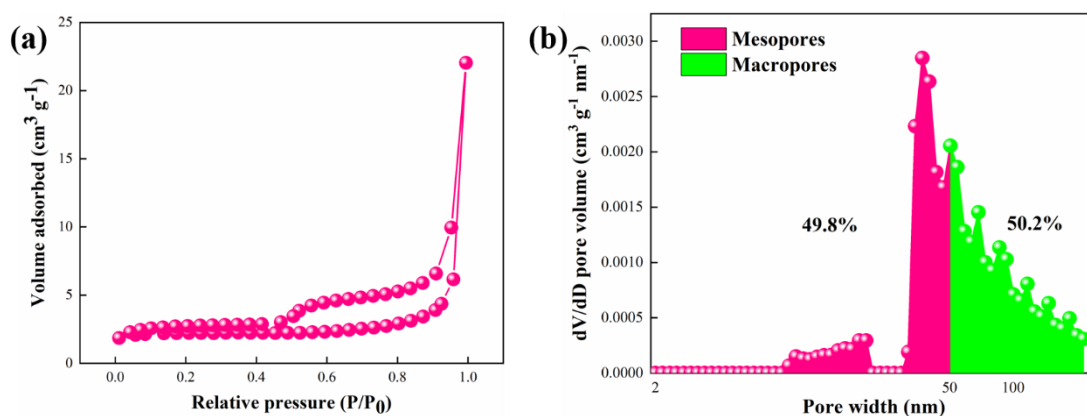 (a)
25
20
15
10
5
0
Volume adsorbed (cm³ g⁻¹)
0.0 0.2 0.4 0.6 0.8 1.0
Relative pressure (P/P₀)
(b)
Mesopores
Macropores
0.0030
0.0025
0.0020
0.0015
0.0010
0.0005
0.0000
dV/dD pore volume (cm³ g⁻¹ nm⁻¹)
49.8%
50.2%
2 50 100
Pore width (nm)